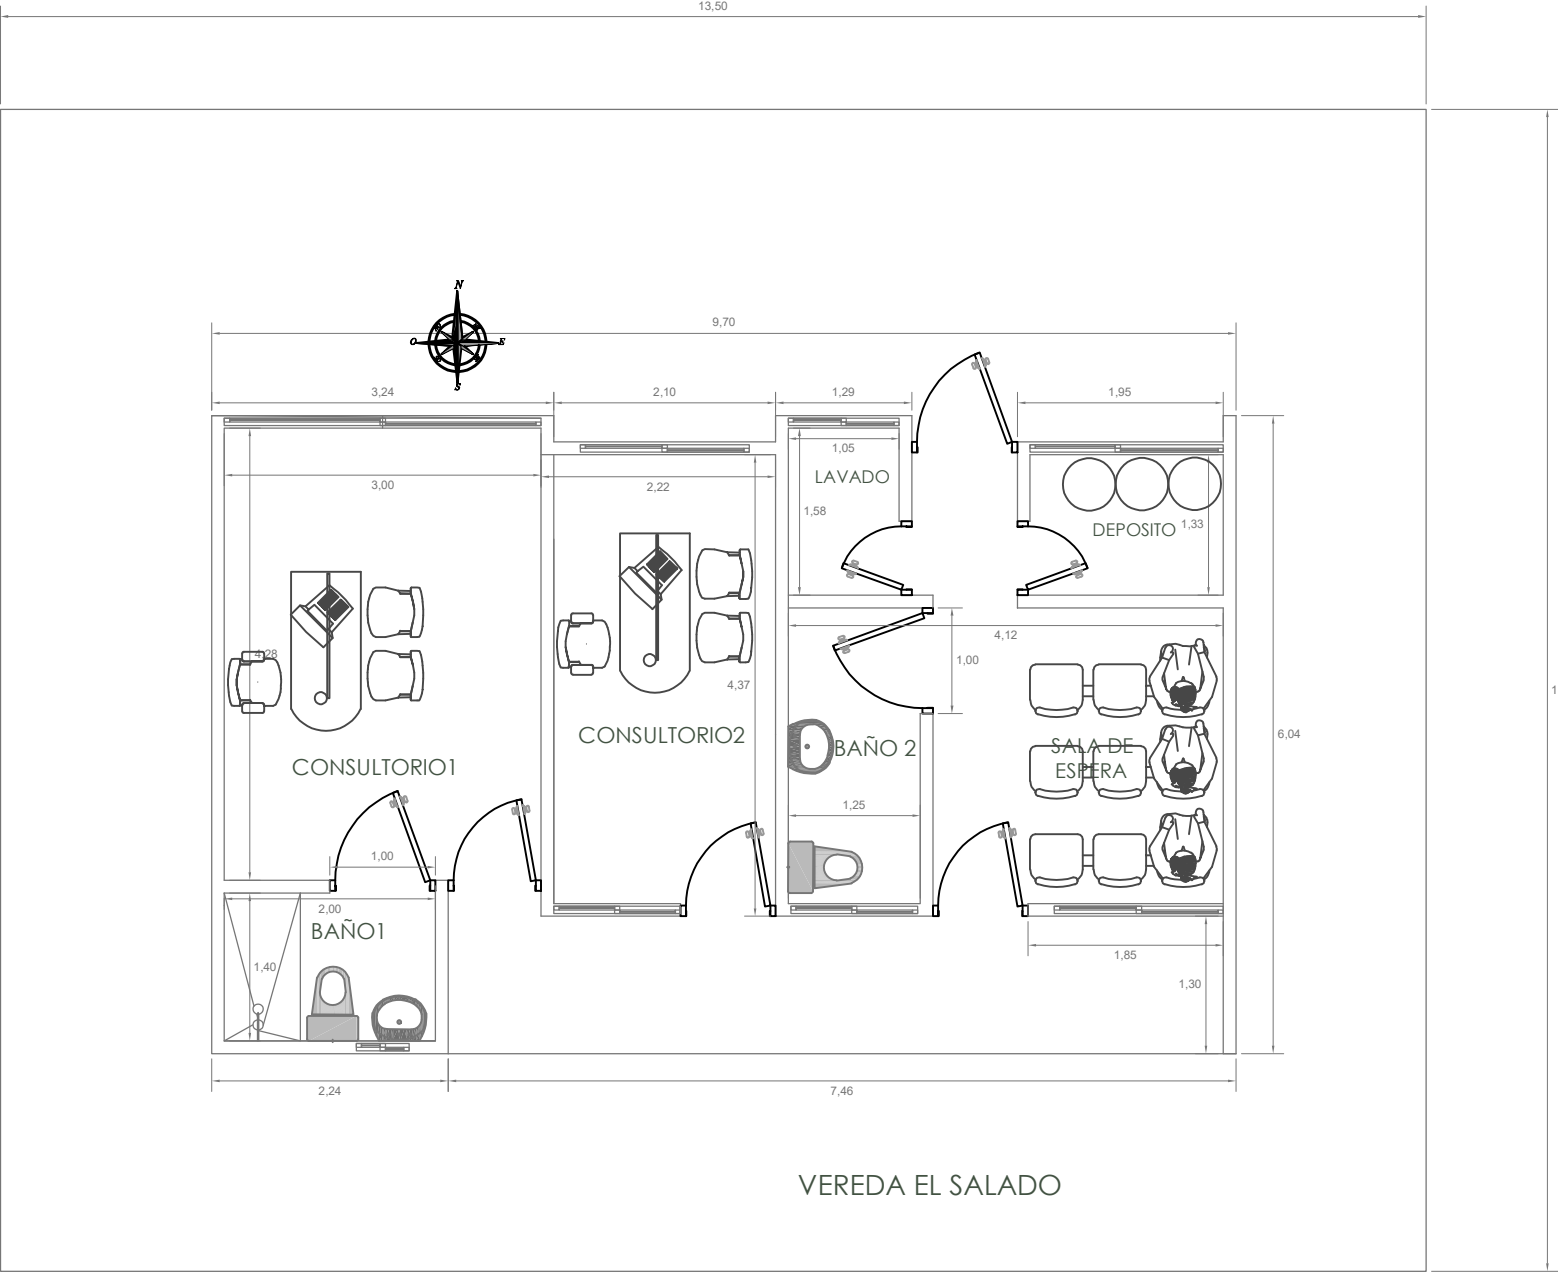 13,50
N
O
E
S
9,70
3,24
2,10
1,29
1,95
1,05
LAVADO
3,00
2,22
1,58
DEPOSITO
1,33
4,12
1,00
4,28
4,37
6,04
CONSULTORIO1
CONSULTORIO2
BAÑO 2
SALA DE
ESPERA
1,25
1,00
2,00
BAÑO1
1,40
1,85
1,30
2,24
7,46
VEREDA EL SALADO